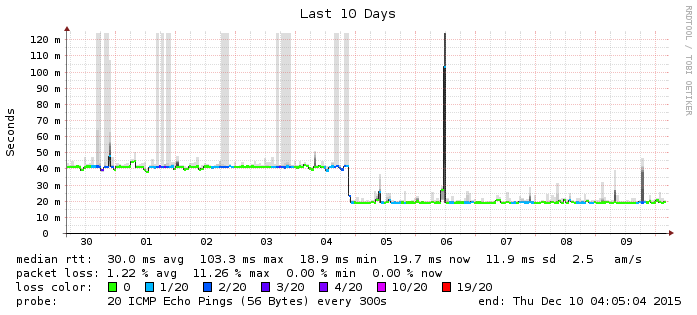 Last 10 Days
RRDTOOL / TOBI OETIKER
Seconds
120 m
110 m
100 m
90 m
80 m
70 m
60 m
50 m
40 m
30 m
20 m
10 m
0
30 01 02 03 04 05 06 07 08 09
median rtt: 30.0 ms avg 103.3 ms max 18.9 ms min 19.7 ms now 11.9 ms sd 2.5 am/s
packet loss: 1.22 % avg 11.26 % max 0.00 % min 0.00 % now
loss color: 0 1/20 2/20 3/20 4/20 10/20 19/20
probe: 20 ICMP Echo Pings (56 Bytes) every 300s end: Thu Dec 10 04:05:04 2015